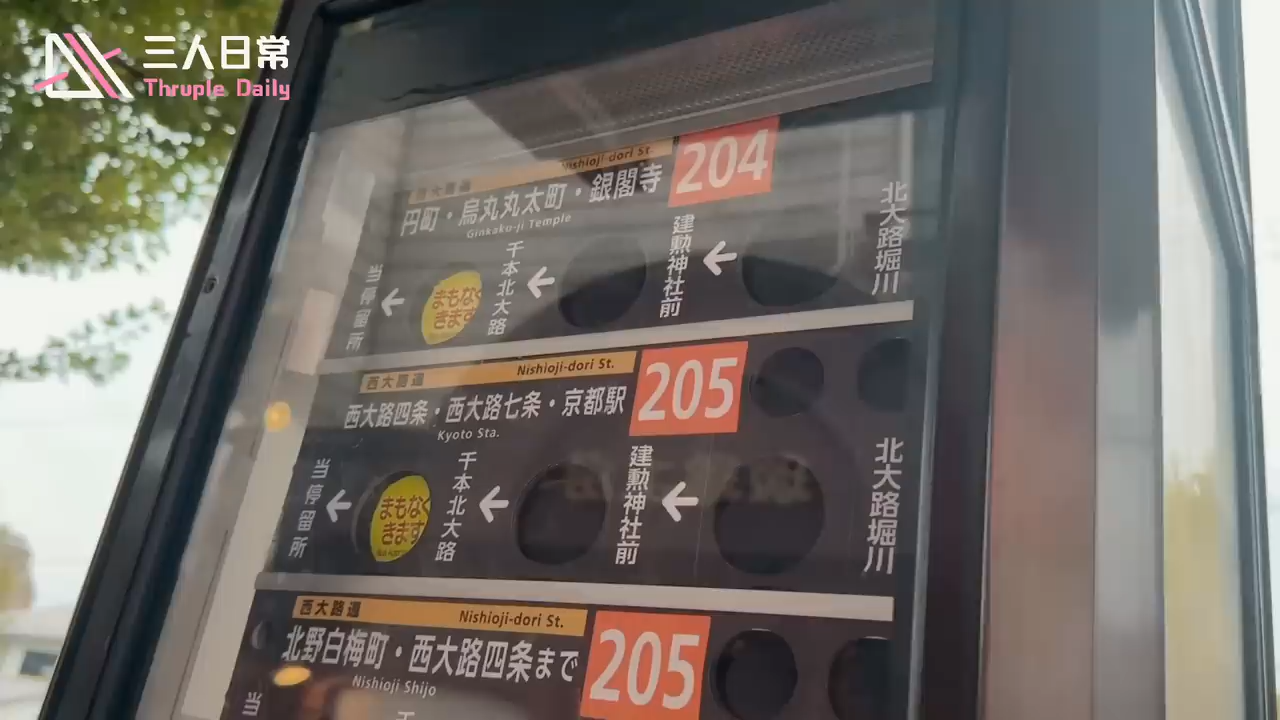 三人日常
Thruple Daily
西大路通 Nishioji-dori St.
204
円町・烏丸丸太町・銀閣寺
Ginkaku-ji Temple
北大路堀川
建勲神社前
千本北大路
まもなく
きます
当停留所
西大路通 Nishioji-dori St.
205
西大路四条・西大路七条・京都駅
Kyoto Sta.
北大路堀川
建勲神社前
千本北大路
まもなく
きます
当停留所
西大路通 Nishioji-dori St.
205
北野白梅町・西大路四条まで
Nishioji Shijo
当
千